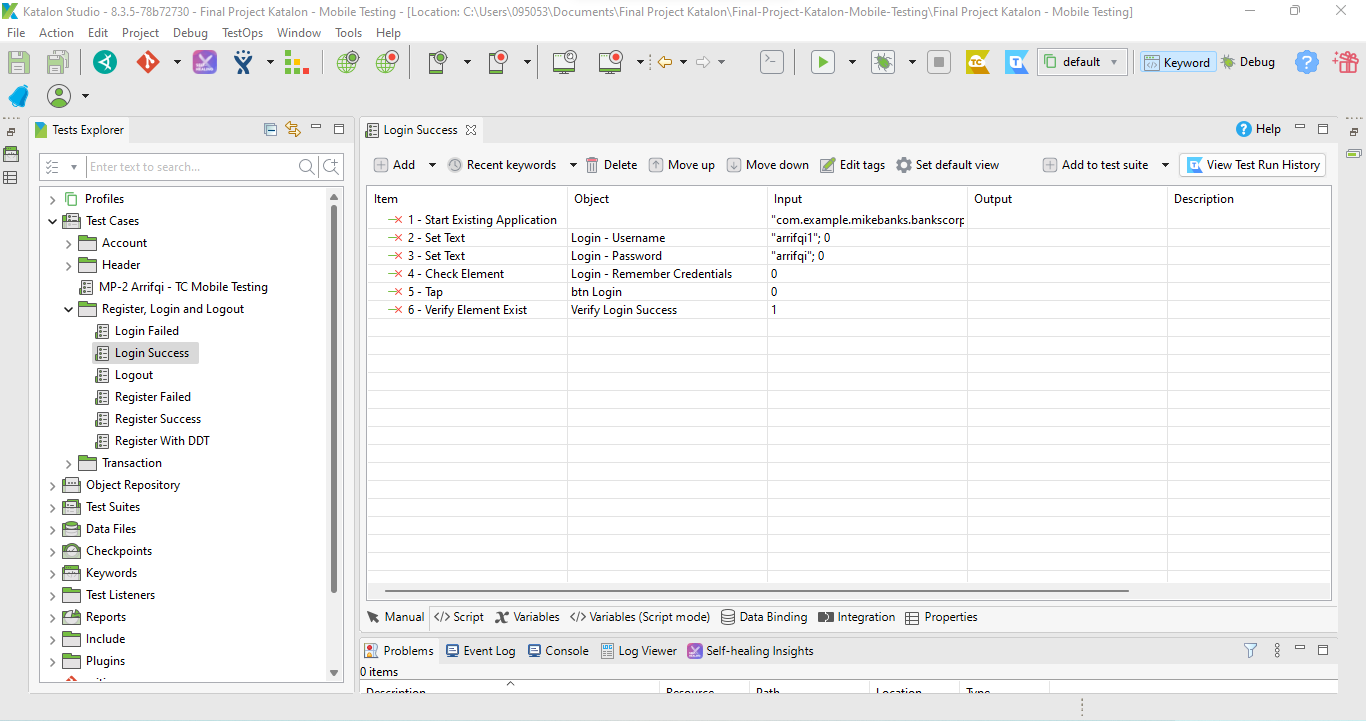 Katalon Studio - 8.3.5-78b72730 - Final Project Katalon - Mobile Testing - [Location: C:\Users\095053\Documents\Final Project Katalon\Final-Project-Katalon-Mobile-Testing\Final Project Katalon - Mobile Testing]
File Action Edit Project Debug TestOps Window Tools Help
default Keyword Debug
Tests Explorer
Enter text to search...
Profiles
Test Cases
Account
Header
MP-2 Arrifqi - TC Mobile Testing
Register, Login and Logout
Login Failed
Login Success
Logout
Register Failed
Register Success
Register With DDT
Transaction
Object Repository
Test Suites
Data Files
Checkpoints
Keywords
Test Listeners
Reports
Include
Plugins
Login Success Help
Add Recent keywords Delete Move up Move down Edit tags Set default view Add to test suite View Test Run History
Item Object Input Output Description
1 - Start Existing Application "com.example.mikebanks.bankscorp
2 - Set Text Login - Username "arrifqi1"; 0
3 - Set Text Login - Password "arrifqi"; 0
4 - Check Element Login - Remember Credentials 0
5 - Tap btn Login 0
6 - Verify Element Exist Verify Login Success 1
Manual </> Script Variables </> Variables (Script mode) Data Binding Integration Properties
Problems Event Log Console Log Viewer Self-healing Insights
0 items
Description Resource Path Location Type